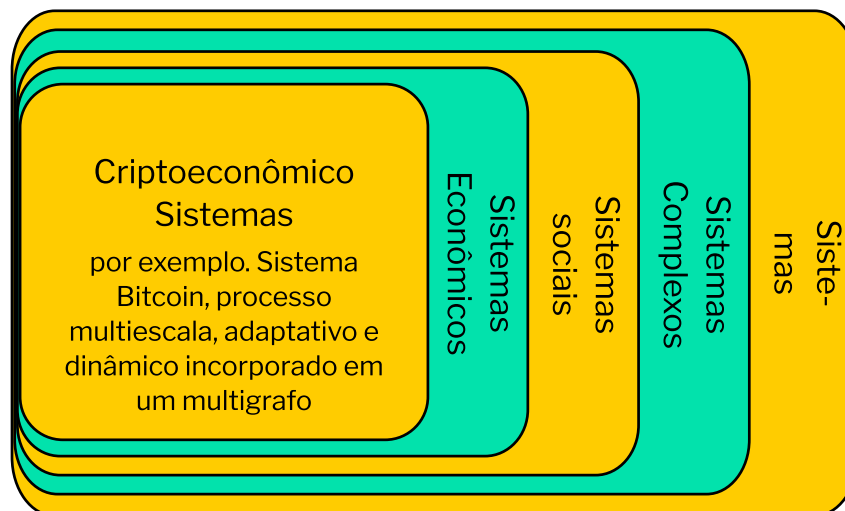 Criptoeconômico
Sistemas
por exemplo. Sistema
Bitcoin, processo
multiescala, adaptativo e
dinâmico incorporado em
um multigrafo
Sistemas
Econômicos
Sistemas
sociais
Sistemas
Complexos
Siste-
mas